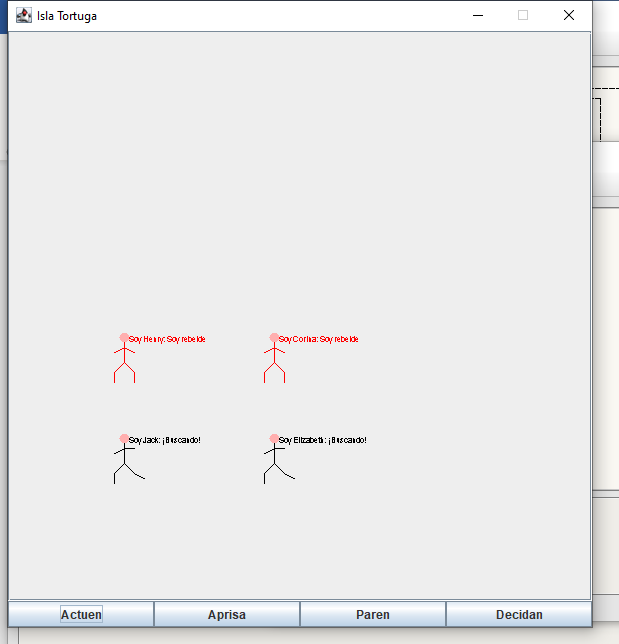 Isla Tortuga
Soy Henry: Soy rebelde
Soy Corina: Soy rebelde
Soy Jack: ¡Buscando!
Soy Elizabeth: ¡Buscando!
Actuen
Aprisa
Paren
Decidan